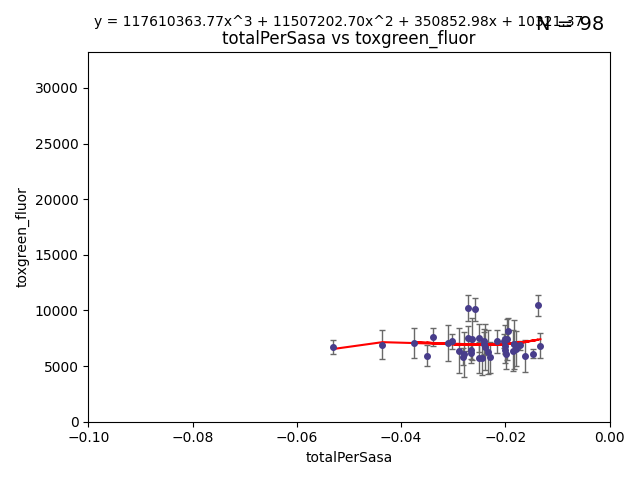 y = 117610363.77x^3 + 11507202.70x^2 + 350852.98x + 10321.37
N = 98
totalPerSasa vs toxgreen_fluor
30000
25000
20000
15000
10000
5000
0
toxgreen_fluor
−0.10 −0.08 −0.06 −0.04 −0.02 0.00
totalPerSasa